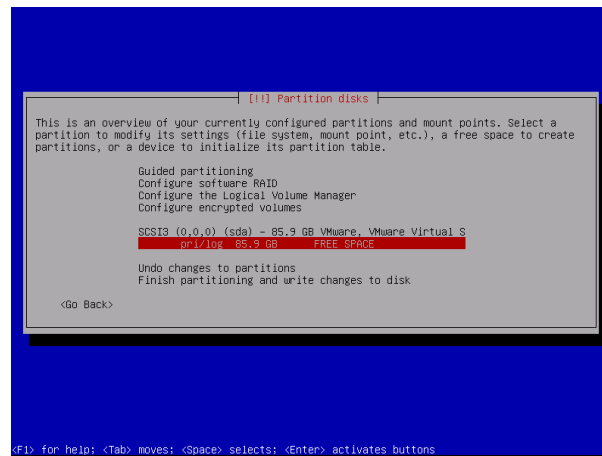 [!!] Partition disks
This is an overview of your currently configured partitions and mount points. Select a
partition to modify its settings (file system, mount point, etc.), a free space to create
partitions, or a device to initialize its partition table.
Guided partitioning
Configure software RAID
Configure the Logical Volume Manager
Configure encrypted volumes
SCSI3 (0,0,0) (sda) - 85.9 GB VMware, VMware Virtual S
pri/log 85.9 GB FREE SPACE
Undo changes to partitions
Finish partitioning and write changes to disk
<Go Back>
<F1> for help; <Tab> moves; <Space> selects; <Enter> activates buttons